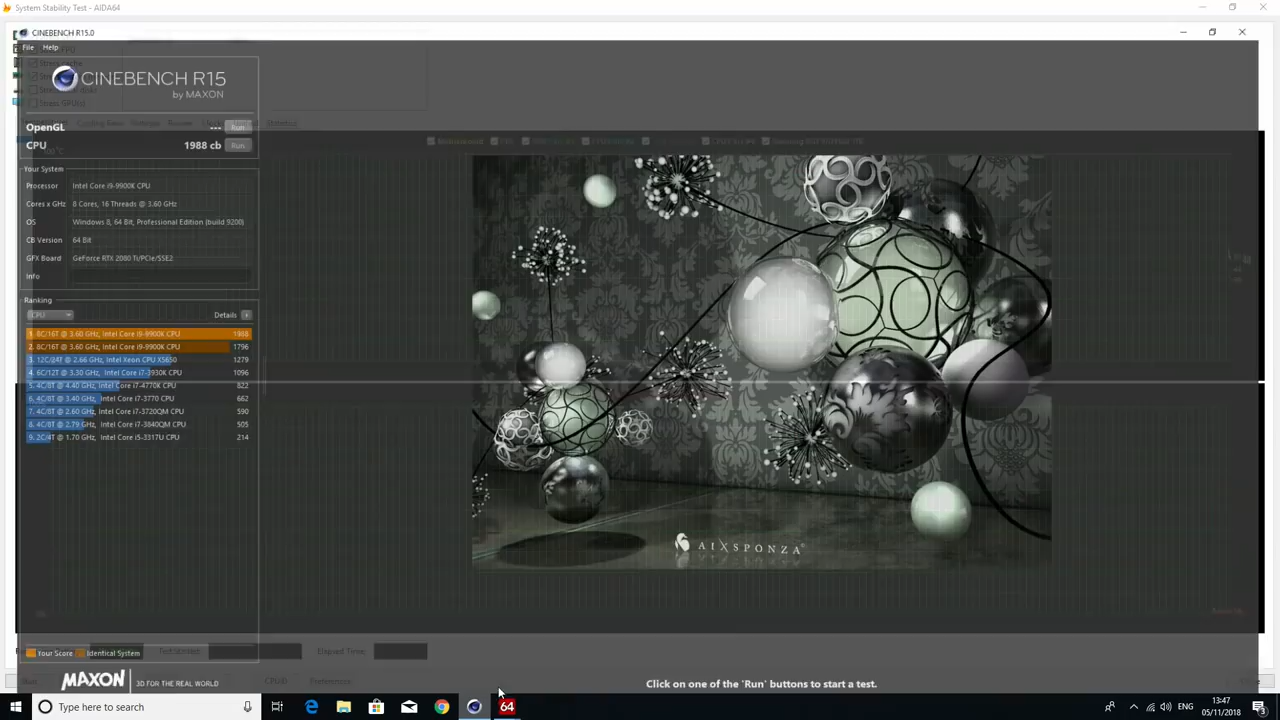 System Stability Test - AIDA64
CINEBENCH R15.0
File Help
CINEBENCH R15
by MAXON
OpenGL --- Run
CPU 1988 cb Run
Your System
Processor Intel Core i9-9900K CPU
Cores x GHz 8 Cores, 16 Threads @ 3.60 GHz
OS Windows 8, 64 Bit, Professional Edition (build 9200)
CB Version 64 Bit
GFX Board GeForce RTX 2080 Ti/PCIe/SSE2
Info
Ranking
CPU Details
1. 8C/16T @ 3.60 GHz, Intel Core i9-9900K CPU 1988
2. 8C/16T @ 3.60 GHz, Intel Core i9-9900K CPU 1796
3. 12C/24T @ 2.66 GHz, Intel Xeon CPU X5650 1279
4. 6C/12T @ 3.30 GHz, Intel Core i7-3930K CPU 1096
5. 4C/8T @ 4.40 GHz, Intel Core i7-4770K CPU 822
6. 4C/8T @ 3.40 GHz, Intel Core i7-3770 CPU 662
7. 4C/8T @ 2.60 GHz, Intel Core i7-3720QM CPU 590
8. 4C/8T @ 2.79 GHz, Intel Core i7-3840QM CPU 505
9. 2C/4T @ 1.70 GHz, Intel Core i5-3317U CPU 214
AIXSPONZA
Your Score Identical System
Elapsed Time:
MAXON 3D FOR THE REAL WORLD
Preferences
Click on one of the 'Run' buttons to start a test.
Type here to search
64
ENG
13:47
05/11/2018
3